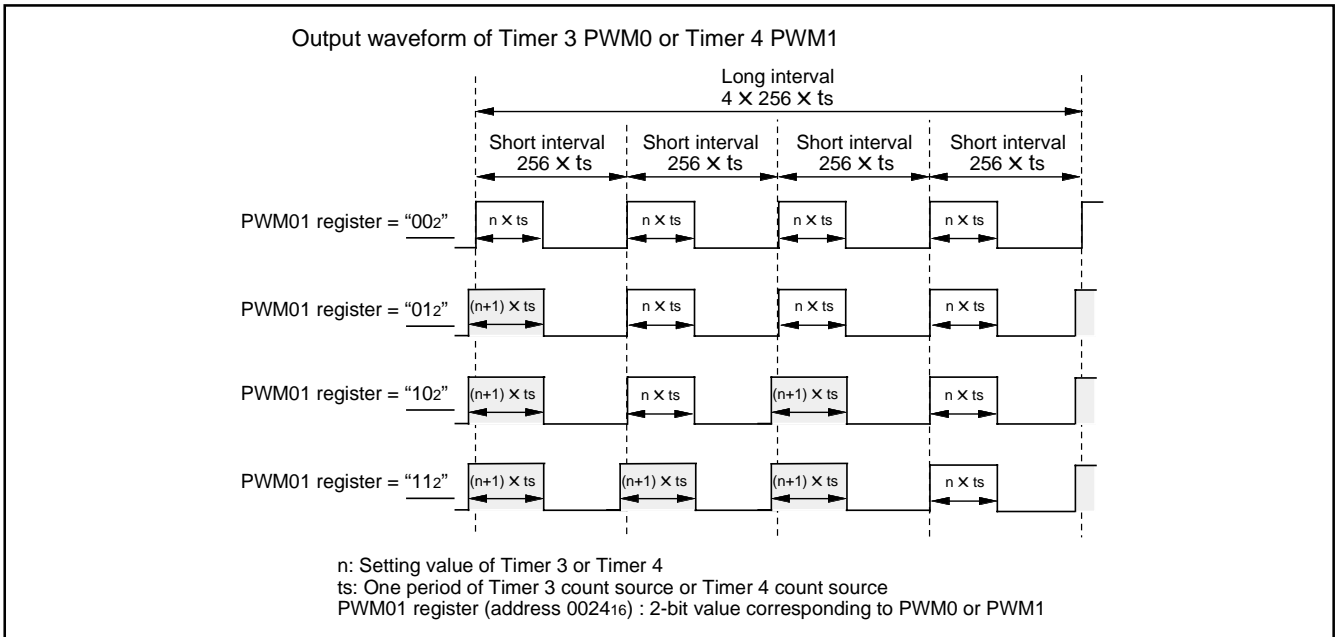 Output waveform of Timer 3 PWM0 or Timer 4 PWM1
Long interval
4 × 256 × ts
Short interval Short interval Short interval Short interval
256 × ts 256 × ts 256 × ts 256 × ts
PWM01 register = “002” n × ts n × ts n × ts n × ts
PWM01 register = “012” (n+1) × ts n × ts n × ts n × ts
PWM01 register = “102” (n+1) × ts n × ts (n+1) × ts n × ts
PWM01 register = “112” (n+1) × ts (n+1) × ts (n+1) × ts n × ts
n: Setting value of Timer 3 or Timer 4
ts: One period of Timer 3 count source or Timer 4 count source
PWM01 register (address 002416) : 2-bit value corresponding to PWM0 or PWM1